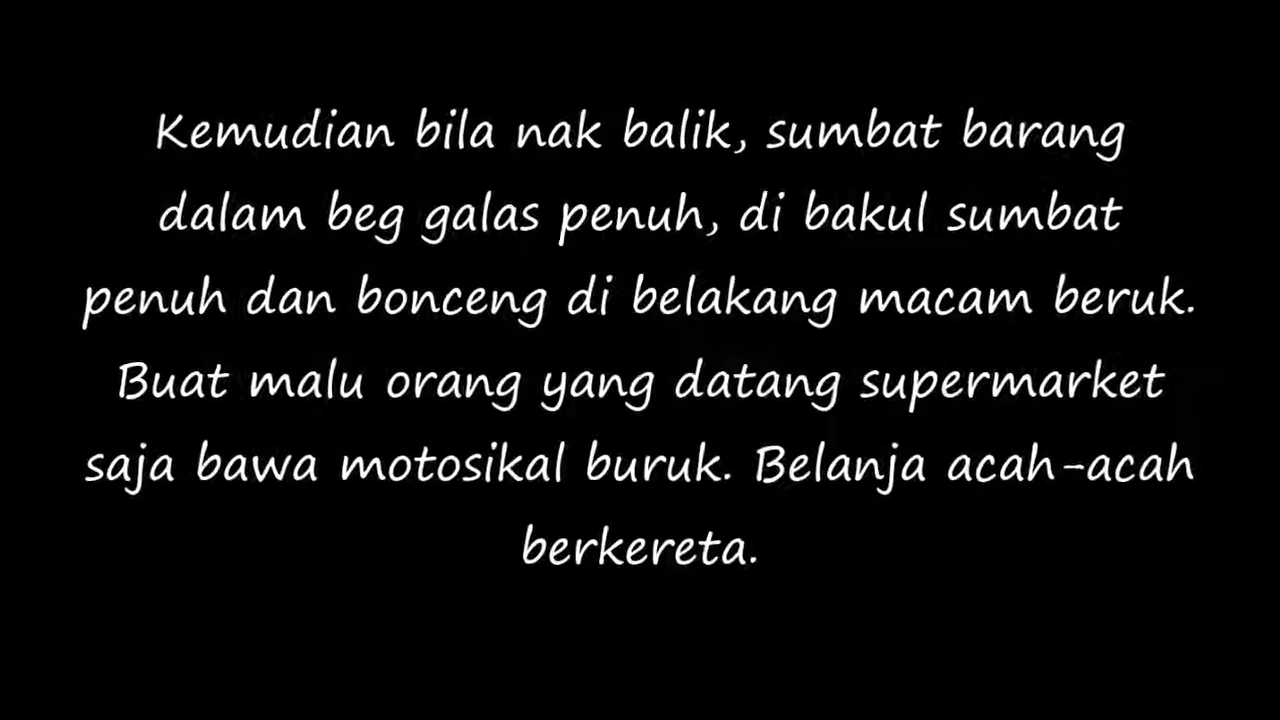 Kemudian bila nak balik, sumbat barang
dalam beg galas penuh, di bakul sumbat
penuh dan bonceng di belakang macam beruk.
Buat malu orang yang datang supermarket
saja bawa motosikal buruk. Belanja acah-acah
berkereta.